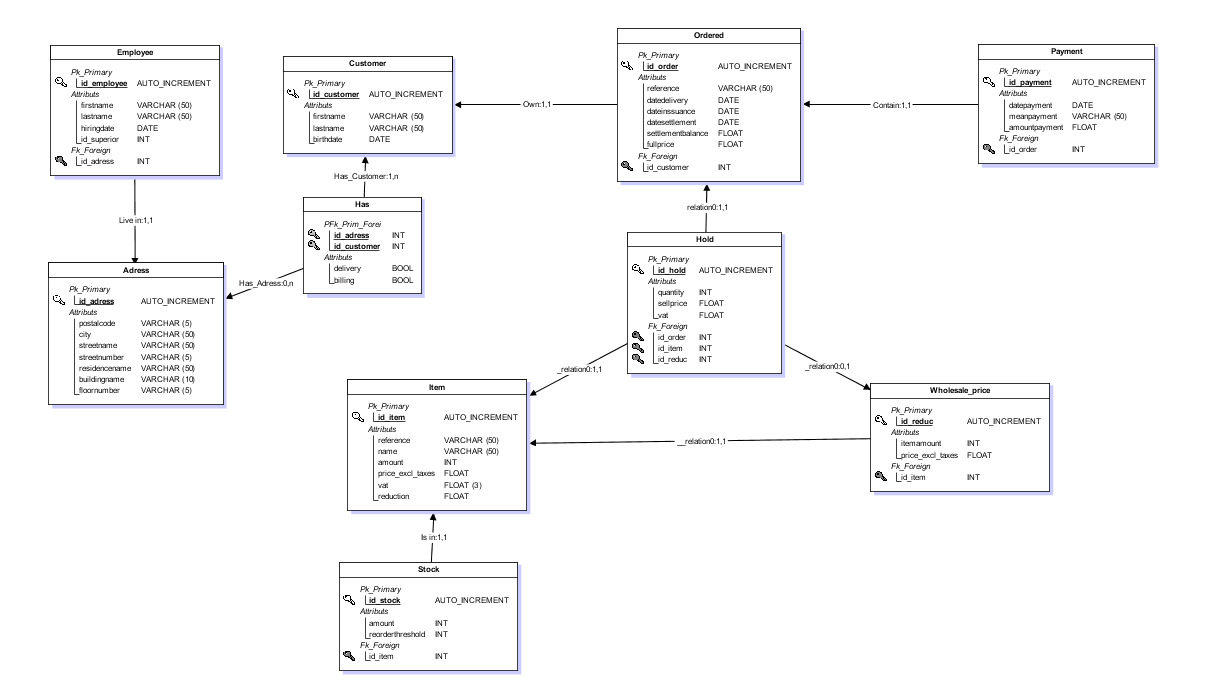 Employee
Pk_Primary
id_employee AUTO_INCREMENT
Attributs
firstname VARCHAR (50)
lastname VARCHAR (50)
hiringdate DATE
id_superior INT
Fk_Foreign
id_adress INT
Customer
Pk_Primary
id_customer AUTO_INCREMENT
Attributs
firstname VARCHAR (50)
lastname VARCHAR (50)
birthdate DATE
Ordered
Pk_Primary
id_order AUTO_INCREMENT
Attributs
reference VARCHAR (50)
datedelivery DATE
dateinssuance DATE
datesettlement DATE
settlementbalance FLOAT
fullprice FLOAT
Fk_Foreign
id_customer INT
Payment
Pk_Primary
id_payment AUTO_INCREMENT
Attributs
datepayment DATE
meanpayment VARCHAR (50)
amountpayment FLOAT
Fk_Foreign
id_order INT
Own:1,1
Contain:1,1
Has_Customer:1,n
Live in:1,1
relation0:1,1
Has
PFk_Prim_Forei
id_adress INT
id_customer INT
Attributs
delivery BOOL
billing BOOL
Has_Adress:0,n
Adress
Pk_Primary
id_adress AUTO_INCREMENT
Attributs
postalcode VARCHAR (5)
city VARCHAR (50)
streetname VARCHAR (50)
streetnumber VARCHAR (5)
residencename VARCHAR (50)
buildingname VARCHAR (10)
floornumber VARCHAR (5)
Hold
Pk_Primary
id_hold AUTO_INCREMENT
Attributs
quantity INT
sellprice FLOAT
vat FLOAT
Fk_Foreign
id_order INT
id_item INT
id_reduc INT
_relation0:1,1
_relation0:0,1
Item
Pk_Primary
id_item AUTO_INCREMENT
Attributs
reference VARCHAR (50)
name VARCHAR (50)
amount INT
price_excl_taxes FLOAT
vat FLOAT (3)
reduction FLOAT
__relation0:1,1
Wholesale_price
Pk_Primary
id_reduc AUTO_INCREMENT
Attributs
itemamount INT
price_excl_taxes FLOAT
Fk_Foreign
id_item INT
Is in:1,1
Stock
Pk_Primary
id_stock AUTO_INCREMENT
Attributs
amount INT
reorderthreshold INT
Fk_Foreign
id_item INT